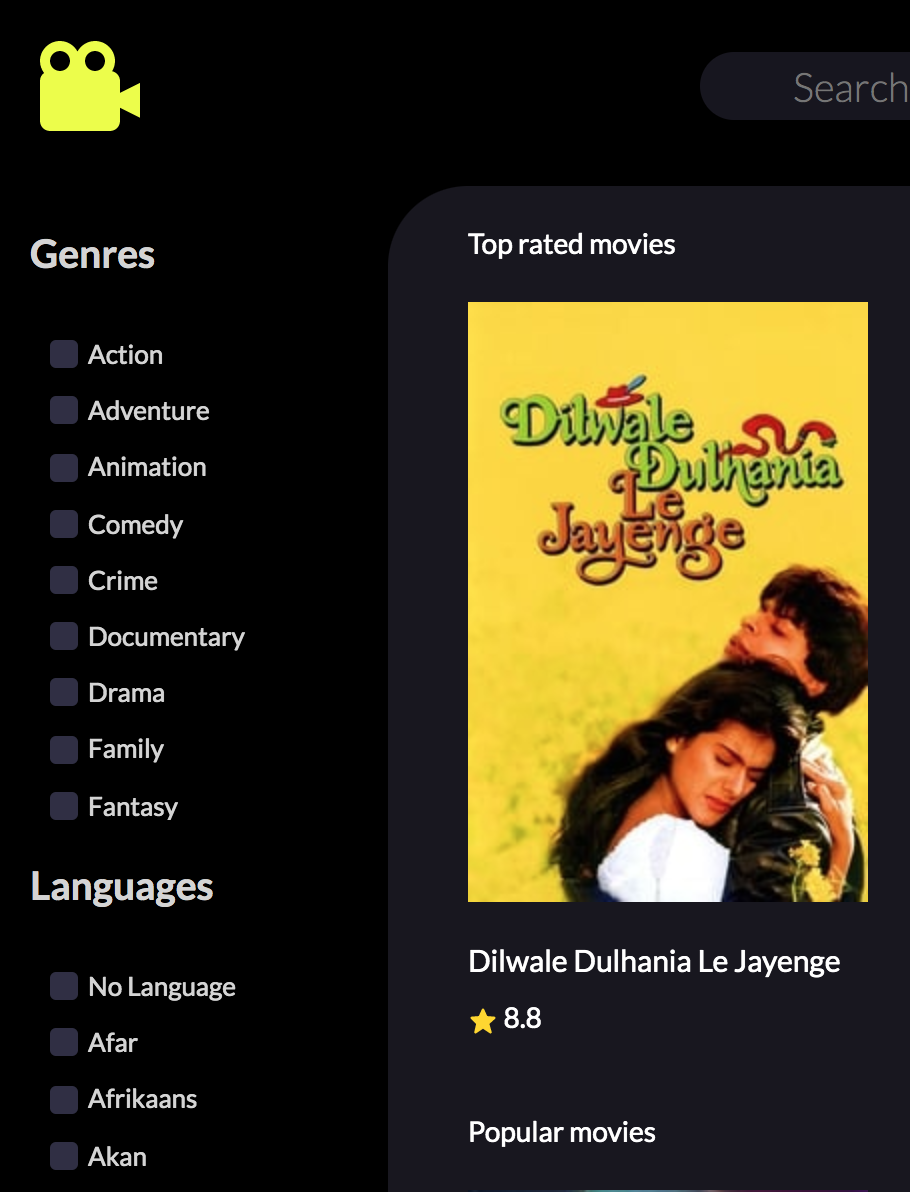 Search
Genres
Action
Adventure
Animation
Comedy
Crime
Documentary
Drama
Family
Fantasy
Languages
No Language
Afar
Afrikaans
Akan
Top rated movies
Dilwale
Dulhania
Le
Jayenge
Dilwale Dulhania Le Jayenge
8.8
Popular movies